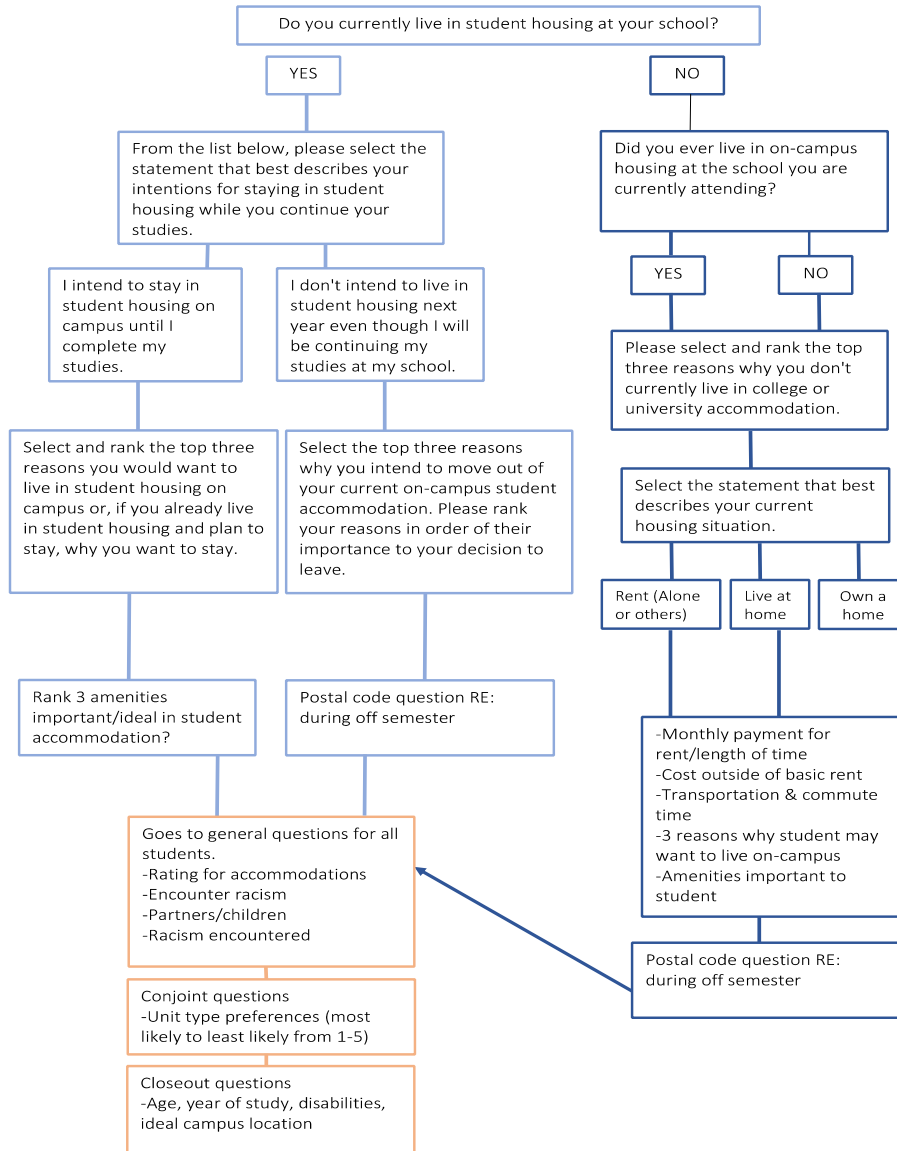 Do you currently live in student housing at your school?
YES
NO
From the list below, please select the
statement that best describes your
intentions for staying in student
housing while you continue your
studies.
Did you ever live in on-campus
housing at the school you are
currently attending?
I intend to stay in
student housing on
campus until I
complete my
studies.
I don't intend to live in
student housing next
year even though I will
be continuing my
studies at my school.
YES
NO
Please select and rank the top
three reasons why you don't
currently live in college or
university accommodation.
Select and rank the top three
reasons you would want to
live in student housing on
campus or, if you already live
in student housing and plan to
stay, why you want to stay.
Select the top three reasons
why you intend to move out of
your current on-campus student
accommodation. Please rank
your reasons in order of their
importance to your decision to
leave.
Select the statement that best
describes your current
housing situation.
Rent (Alone
or others)
Live at
home
Own a
home
Rank 3 amenities
important/ideal in student
accommodation?
Postal code question RE:
during off semester
-Monthly payment for
rent/length of time
-Cost outside of basic rent
-Transportation & commute
time
-3 reasons why student may
want to live on-campus
-Amenities important to
student
Goes to general questions for all
students.
-Rating for accommodations
-Encounter racism
-Partners/children
-Racism encountered
Postal code question RE:
during off semester
Conjoint questions
-Unit type preferences (most
likely to least likely from 1-5)
Closeout questions
-Age, year of study, disabilities,
ideal campus location